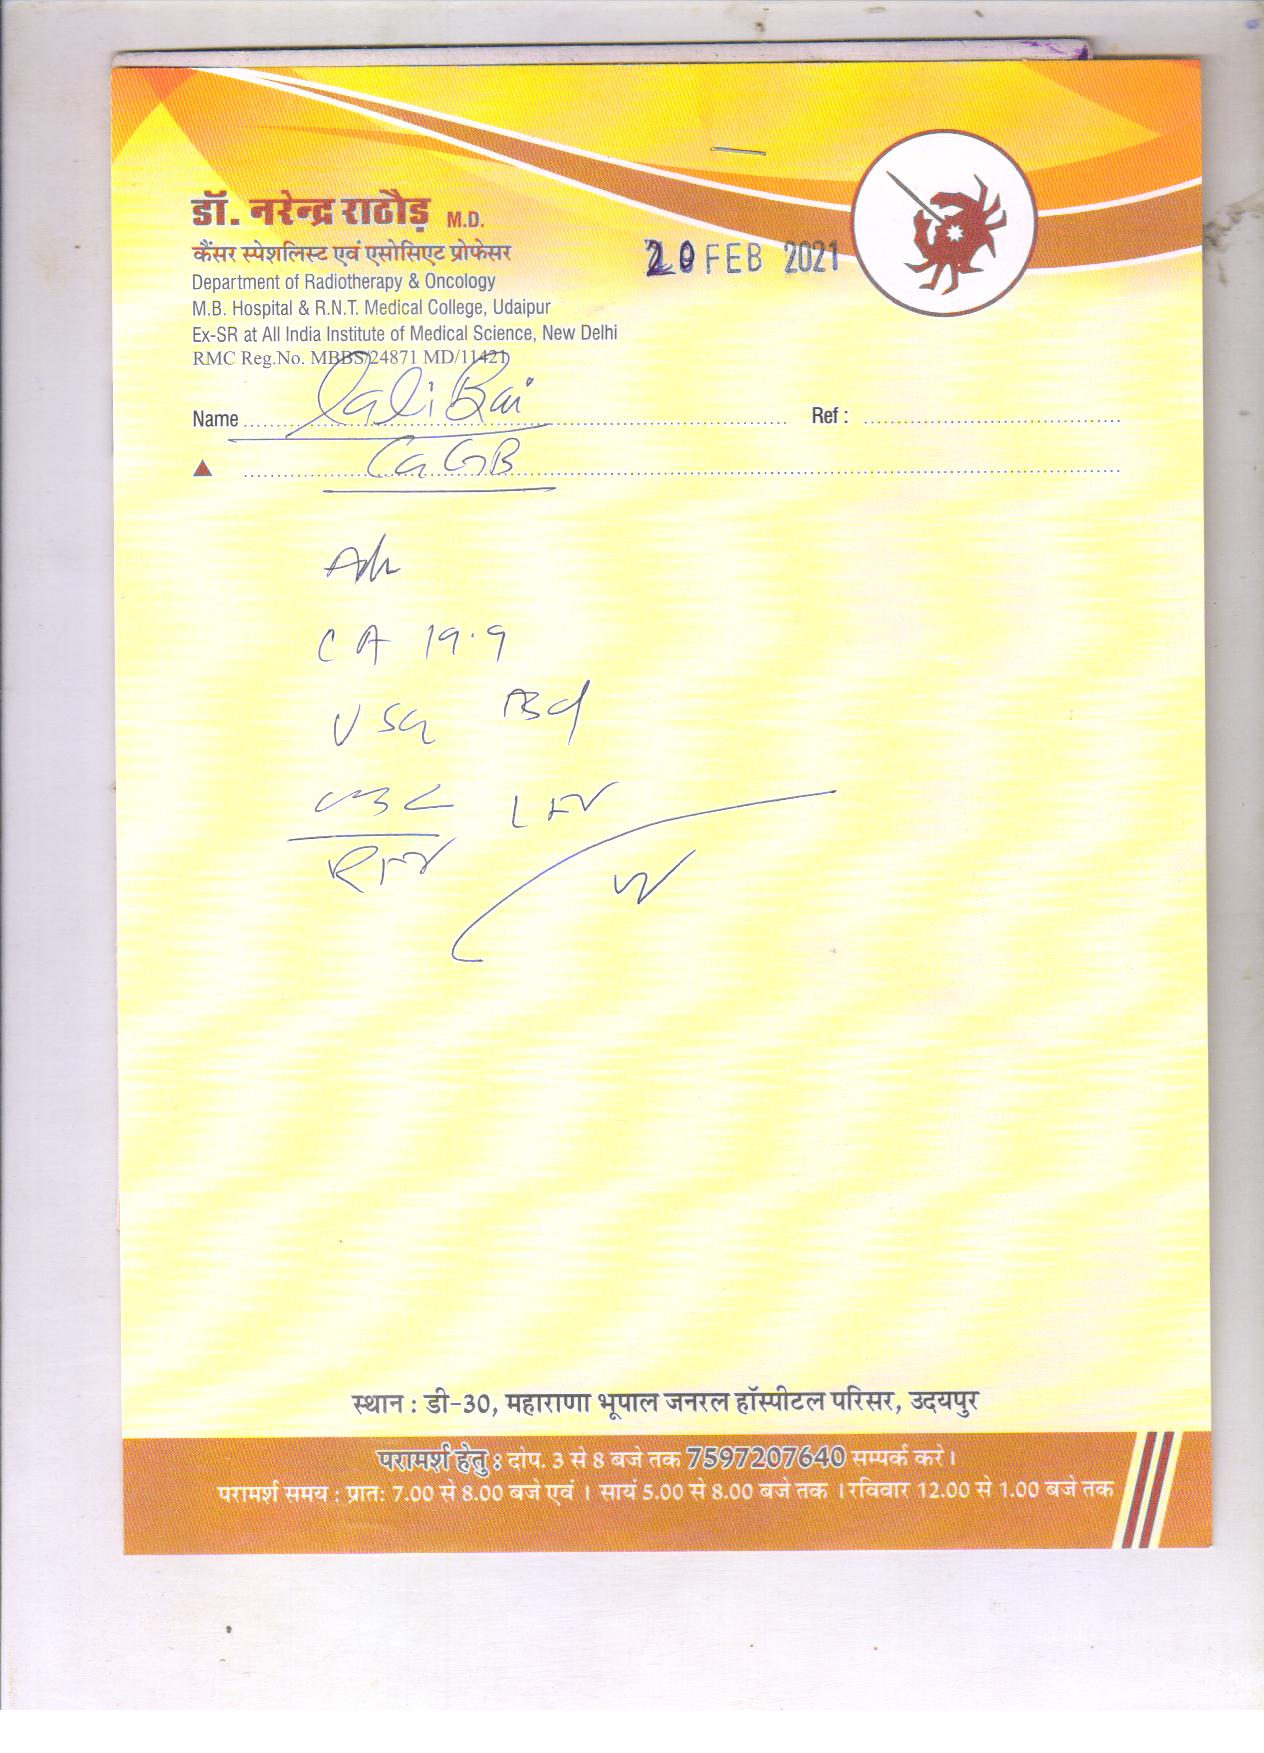 डॉ. नरेन्द्र राठौड़ M.D.
कैंसर स्पेशलिस्ट एवं एसोसिएट प्रोफेसर
20 FEB 2021
Department of Radiotherapy & Oncology
M.B. Hospital & R.N.T. Medical College, Udaipur
Ex-SR at All India Institute of Medical Science, New Delhi
RMC Reg.No. MBBS/24871 MD/11421
Name Lali Bai Ref :
Ca GB
CA 19.9
USG Abd
CBC LFT
RFT
स्थान : डी-30, महाराणा भूपाल जनरल हॉस्पीटल परिसर, उदयपुर
परामर्श हेतु : दोप. 3 से 8 बजे तक 7597207640 सम्पर्क करे।
परामर्श समय : प्रातः 7.00 से 8.00 बजे एवं । सायं 5.00 से 8.00 बजे तक । रविवार 12.00 से 1.00 बजे तक